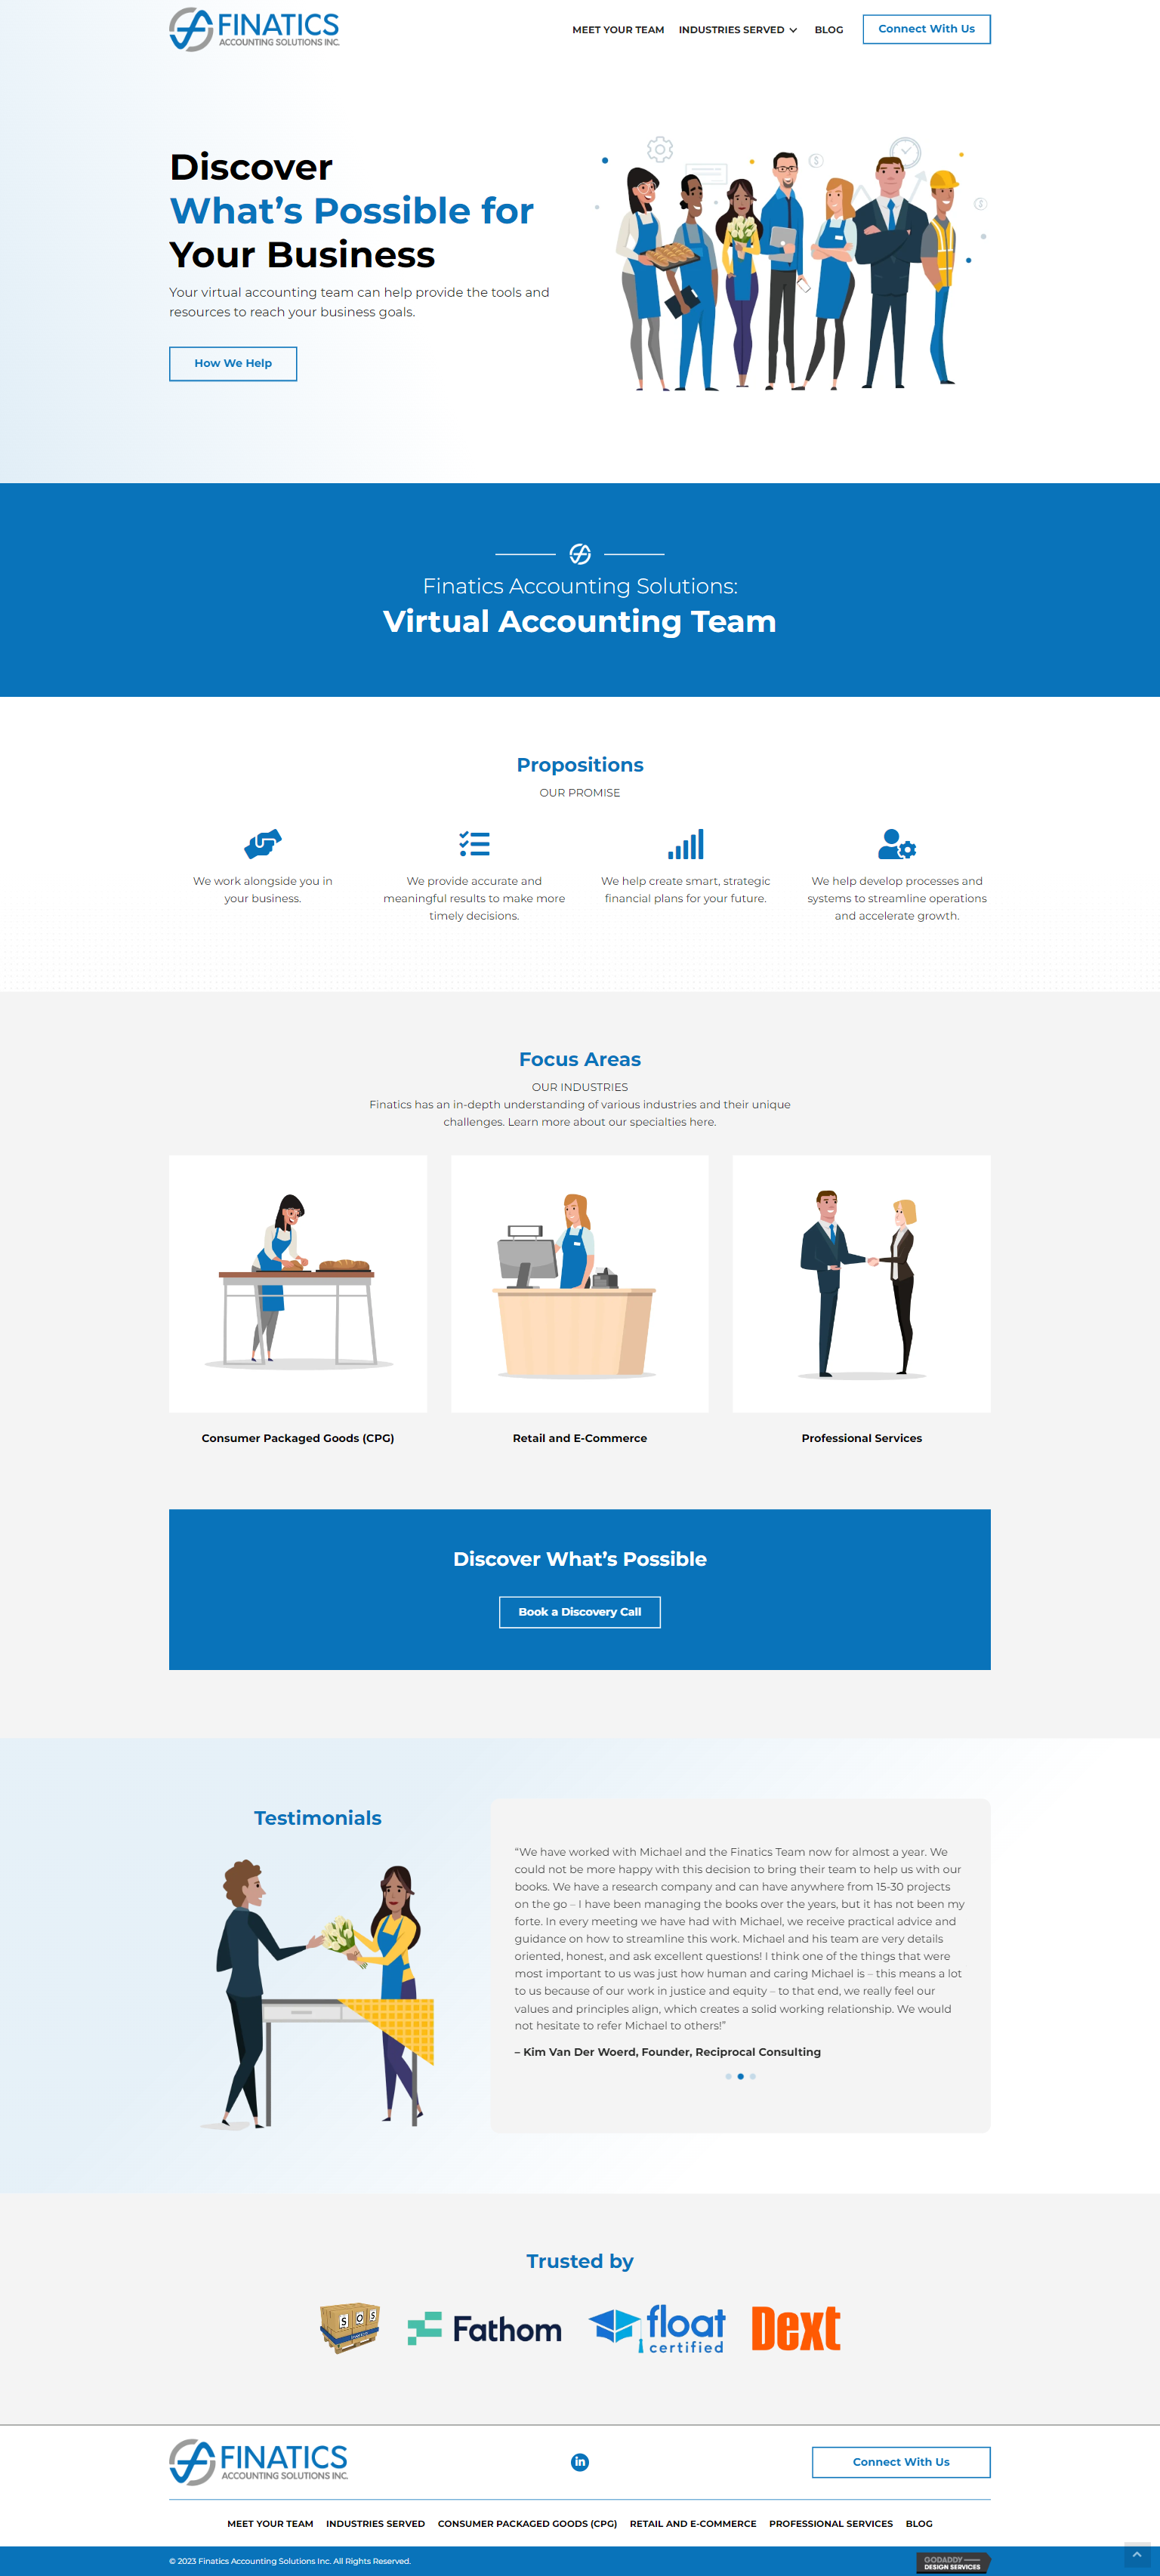 FINATICS
ACCOUNTING SOLUTIONS INC.
MEET YOUR TEAM
INDUSTRIES SERVED
BLOG
Connect With Us
Discover
What's Possible for
Your Business
Your virtual accounting team can help provide the tools and
resources to reach your business goals.
How We Help
Finatics Accounting Solutions:
Virtual Accounting Team
Propositions
OUR PROMISE
We work alongside you in
your business.
We provide accurate and
meaningful results to make more
timely decisions.
We help create smart, strategic
financial plans for your future.
We help develop processes and
systems to streamline operations
and accelerate growth.
Focus Areas
OUR INDUSTRIES
Finatics has an in-depth understanding of various industries and their unique
challenges. Learn more about our specialties here.
Consumer Packaged Goods (CPG)
Retail and E-Commerce
Professional Services
Discover What's Possible
Book a Discovery Call
Testimonials
“We have worked with Michael and the Finatics Team now for almost a year. We
could not be more happy with this decision to bring their team to help us with our
books. We have a research company and can have anywhere from 15-30 projects
on the go – I have been managing the books over the years, but it has not been my
forte. In every meeting we have had with Michael, we receive practical advice and
guidance on how to streamline this work. Michael and his team are very details
oriented, honest, and ask excellent questions! I think one of the things that were
most important to us was just how human and caring Michael is – this means a lot
to us because of our work in justice and equity – to that end, we really feel our
values and principles align, which creates a solid working relationship. We would
not hesitate to refer Michael to others!”
– Kim Van Der Woerd, Founder, Reciprocal Consulting
Trusted by
SOS
Fathom
float
certified
Dext
FINATICS
ACCOUNTING SOLUTIONS INC.
in
Connect With Us
MEET YOUR TEAM
INDUSTRIES SERVED
CONSUMER PACKAGED GOODS (CPG)
RETAIL AND E-COMMERCE
PROFESSIONAL SERVICES
BLOG
© 2023 Finatics Accounting Solutions Inc. All Rights Reserved.
GODADDY
DESIGN SERVICES